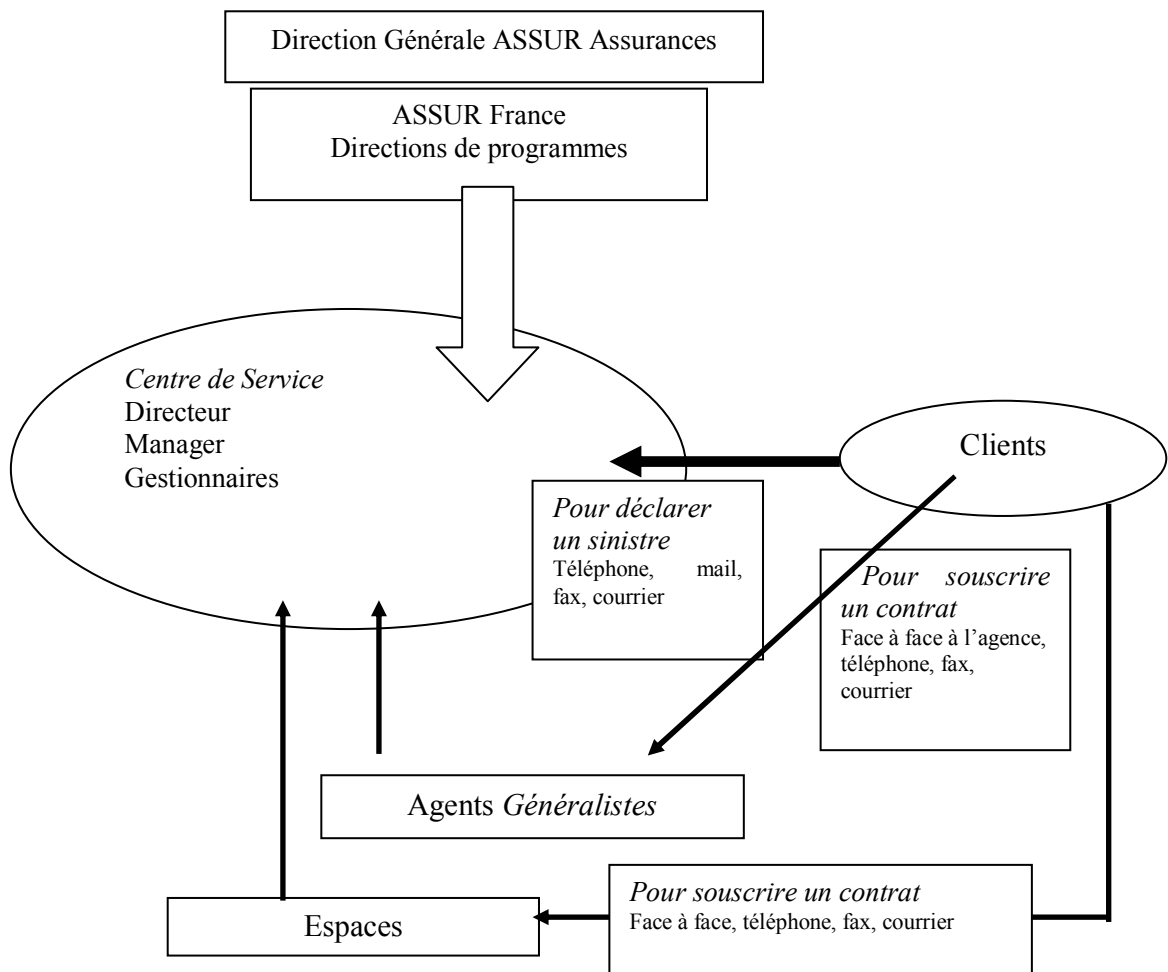 Direction Générale ASSUR Assurances
ASSUR France
Directions de programmes
Centre de Service
Directeur
Manager
Gestionnaires
Clients
Pour déclarer
un sinistre
Téléphone, mail,
fax, courrier
Pour souscrire
un contrat
Face à face à l’agence,
téléphone, fax,
courrier
Agents Généralistes
Pour souscrire un contrat
Face à face, téléphone, fax, courrier
Espaces